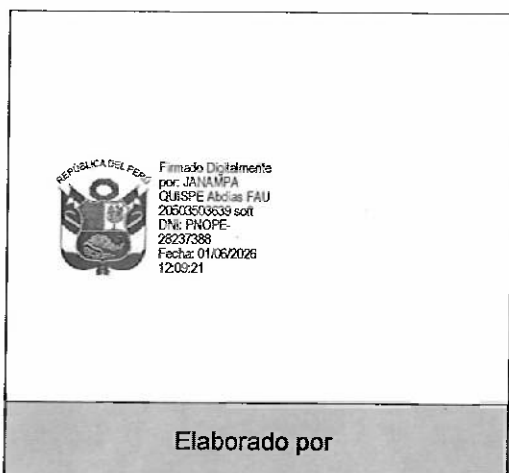 REPÚBLICA DEL PERÚ
Firmado Digitalmente
por: JANAMPA
QUISPE Abdias FAU
20503503639 soft
DNI: PNOPE-
28237388
Fecha: 01/06/2026
12:09:21
Elaborado por